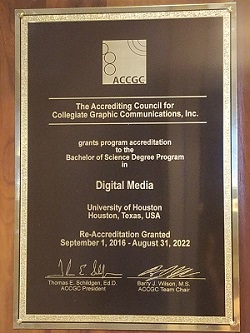 ACCGC
The Accrediting Council for
Collegiate Graphic Communications, Inc.
grants program accreditation
to the
Bachelor of Science Degree Program
in
Digital Media
University of Houston
Houston, Texas, USA
Re-Accreditation Granted
September 1, 2016 - August 31, 2022
Thomas E. Schildgen, Ed.D.
ACCGC President
Barry J. Wilson, M.S.
ACCGC Team Chair